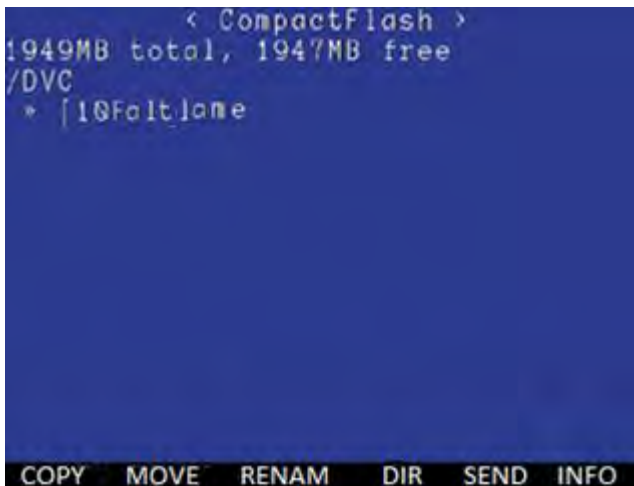 < CompactFlash >
1949MB total, 1947MB free
/DVC
COPY MOVE RENAM DIR SEND INFO